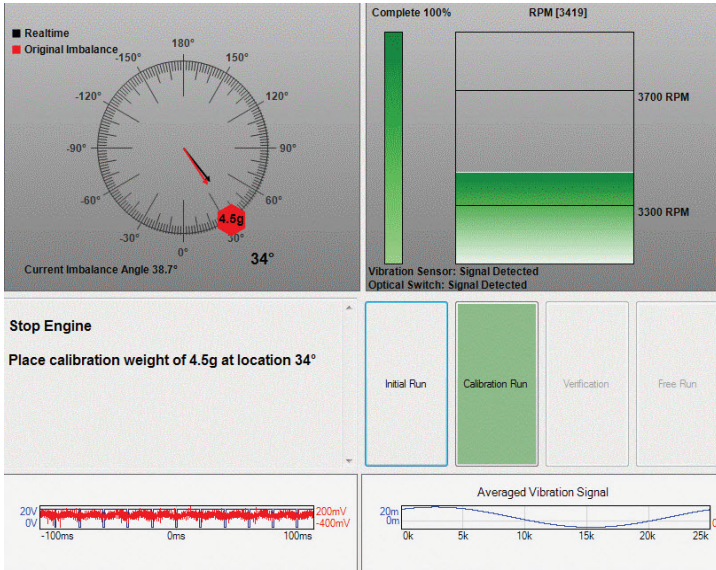 Realtime
Original Imbalance
180°
-150°
150°
-120°
120°
-90°
90°
-60°
60°
4.5g
-30°
30°
0°
34°
Current Imbalance Angle 38.7°
Complete 100%
RPM [3419]
3700 RPM
3300 RPM
Vibration Sensor: Signal Detected
Optical Switch: Signal Detected
Stop Engine
Place calibration weight of 4.5g at location 34°
Initial Run
Calibration Run
Verification
Free Run
20V
0V
200mV
-400mV
-100ms
0ms
100ms
Averaged Vibration Signal
20m
0m
0k
5k
10k
15k
20k
25k